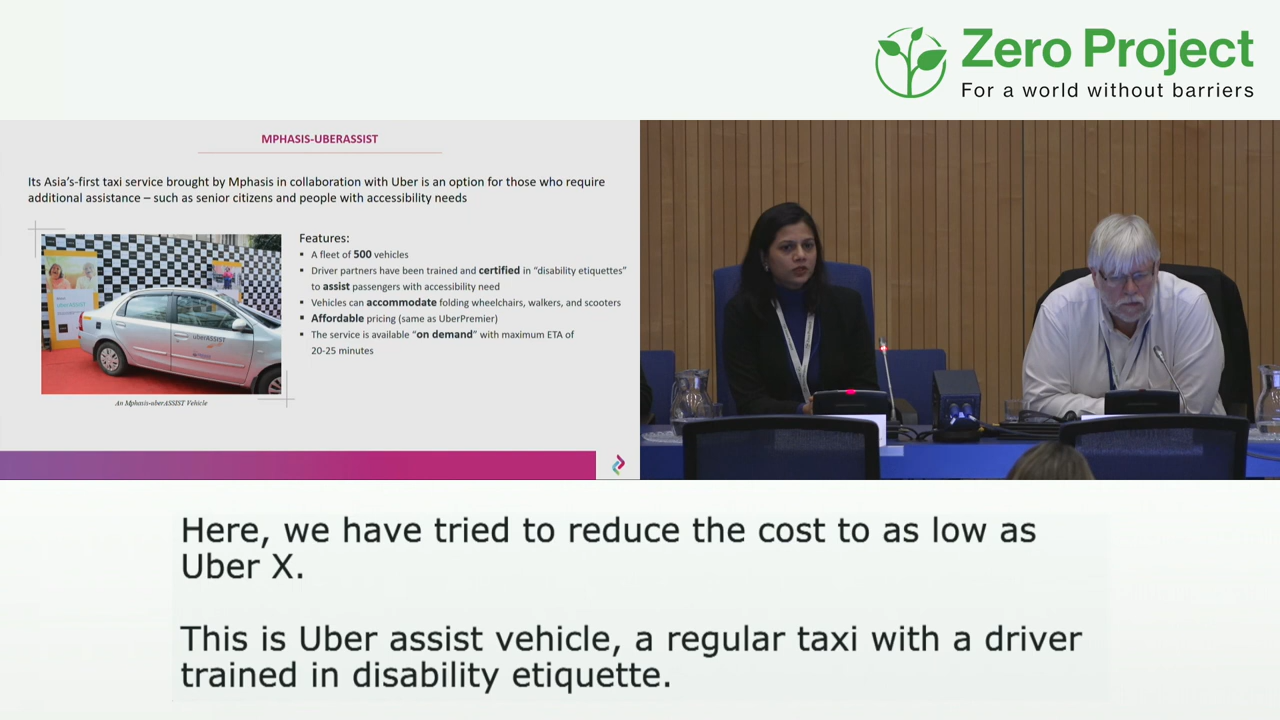 Zero Project
For a world without barriers
MPHASIS-UBERASSIST
Its Asia's-first taxi service brought by Mphasis in collaboration with Uber is an option for those who require
additional assistance – such as senior citizens and people with accessibility needs
Features:
▪ A fleet of 500 vehicles
▪ Driver partners have been trained and certified in "disability etiquettes"
to assist passengers with accessibility need
▪ Vehicles can accommodate folding wheelchairs, walkers, and scooters
▪ Affordable pricing (same as UberPremier)
▪ The service is available "on demand" with maximum ETA of
20-25 minutes
uberASSIST
An Mphasis-uberASSIST Vehicle
Here, we have tried to reduce the cost to as low as
Uber X.
This is Uber assist vehicle, a regular taxi with a driver
trained in disability etiquette.